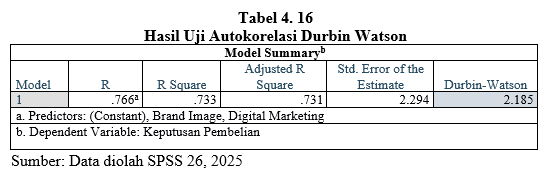 Tabel 4. 16
Hasil Uji Autokorelasi Durbin Watson
Model Summaryb
Model R R Square Adjusted R Square Std. Error of the Estimate Durbin-Watson
1 .766a .733 .731 2.294 2.185
a. Predictors: (Constant), Brand Image, Digital Marketing
b. Dependent Variable: Keputusan Pembelian
Sumber: Data diolah SPSS 26, 2025